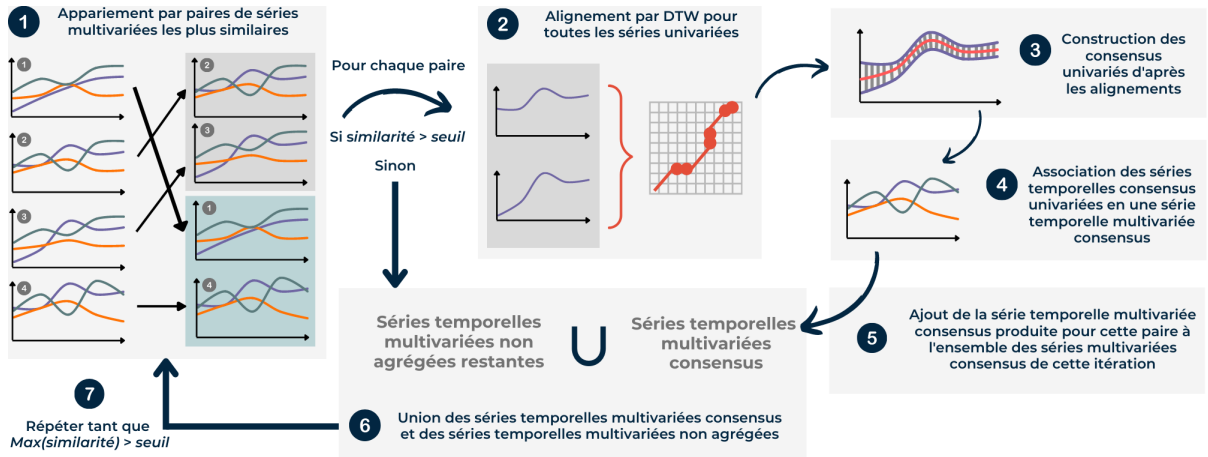 1
Appariement par paires de séries
multivariées les plus similaires
1
2
3
4
2
3
1
4
Pour chaque paire
Si similarité > seuil
Sinon
2
Alignement par DTW pour
toutes les séries univariées
3
Construction des
consensus
univariés d'après
les alignements
4
Association des séries
temporelles consensus
univariées en une série
temporelle multivariée
consensus
5
Ajout de la série temporelle multivariée
consensus produite pour cette paire à
l'ensemble des séries multivariées
consensus de cette itération
Séries temporelles
multivariées non
agrégées restantes
∪
Séries temporelles
multivariées
consensus
6
Union des séries temporelles multivariées consensus
et des séries temporelles multivariées non agrégées
7
Répéter tant que
Max(similarité) > seuil